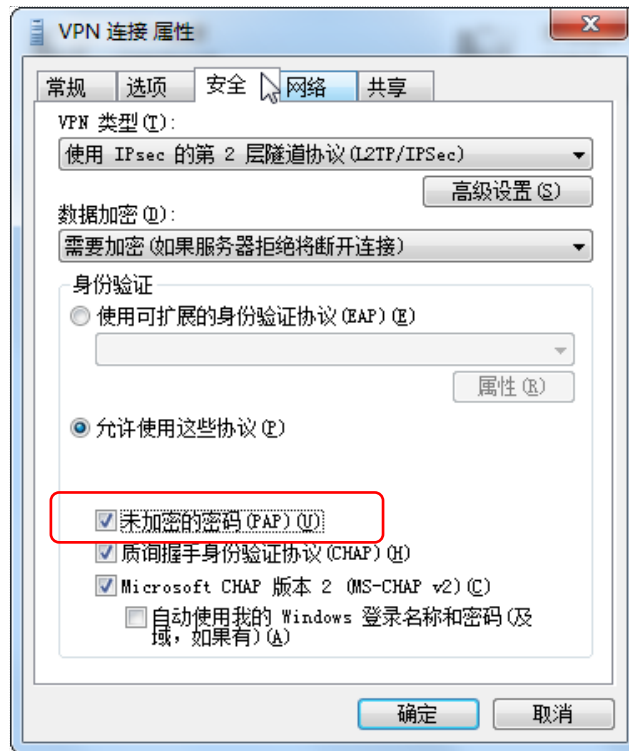 VPN 连接 属性
常规 选项 安全 网络 共享
VPN 类型(T):
使用 IPsec 的第 2 层隧道协议(L2TP/IPSec)
高级设置(S)
数据加密(D):
需要加密(如果服务器拒绝将断开连接)
身份验证
使用可扩展的身份验证协议(EAP)(E)
属性(R)
允许使用这些协议(P)
未加密的密码(PAP)(U)
质询握手身份验证协议(CHAP)(H)
Microsoft CHAP 版本 2 (MS-CHAP v2)(C)
自动使用我的 Windows 登录名称和密码(及
域，如果有)(A)
确定 取消